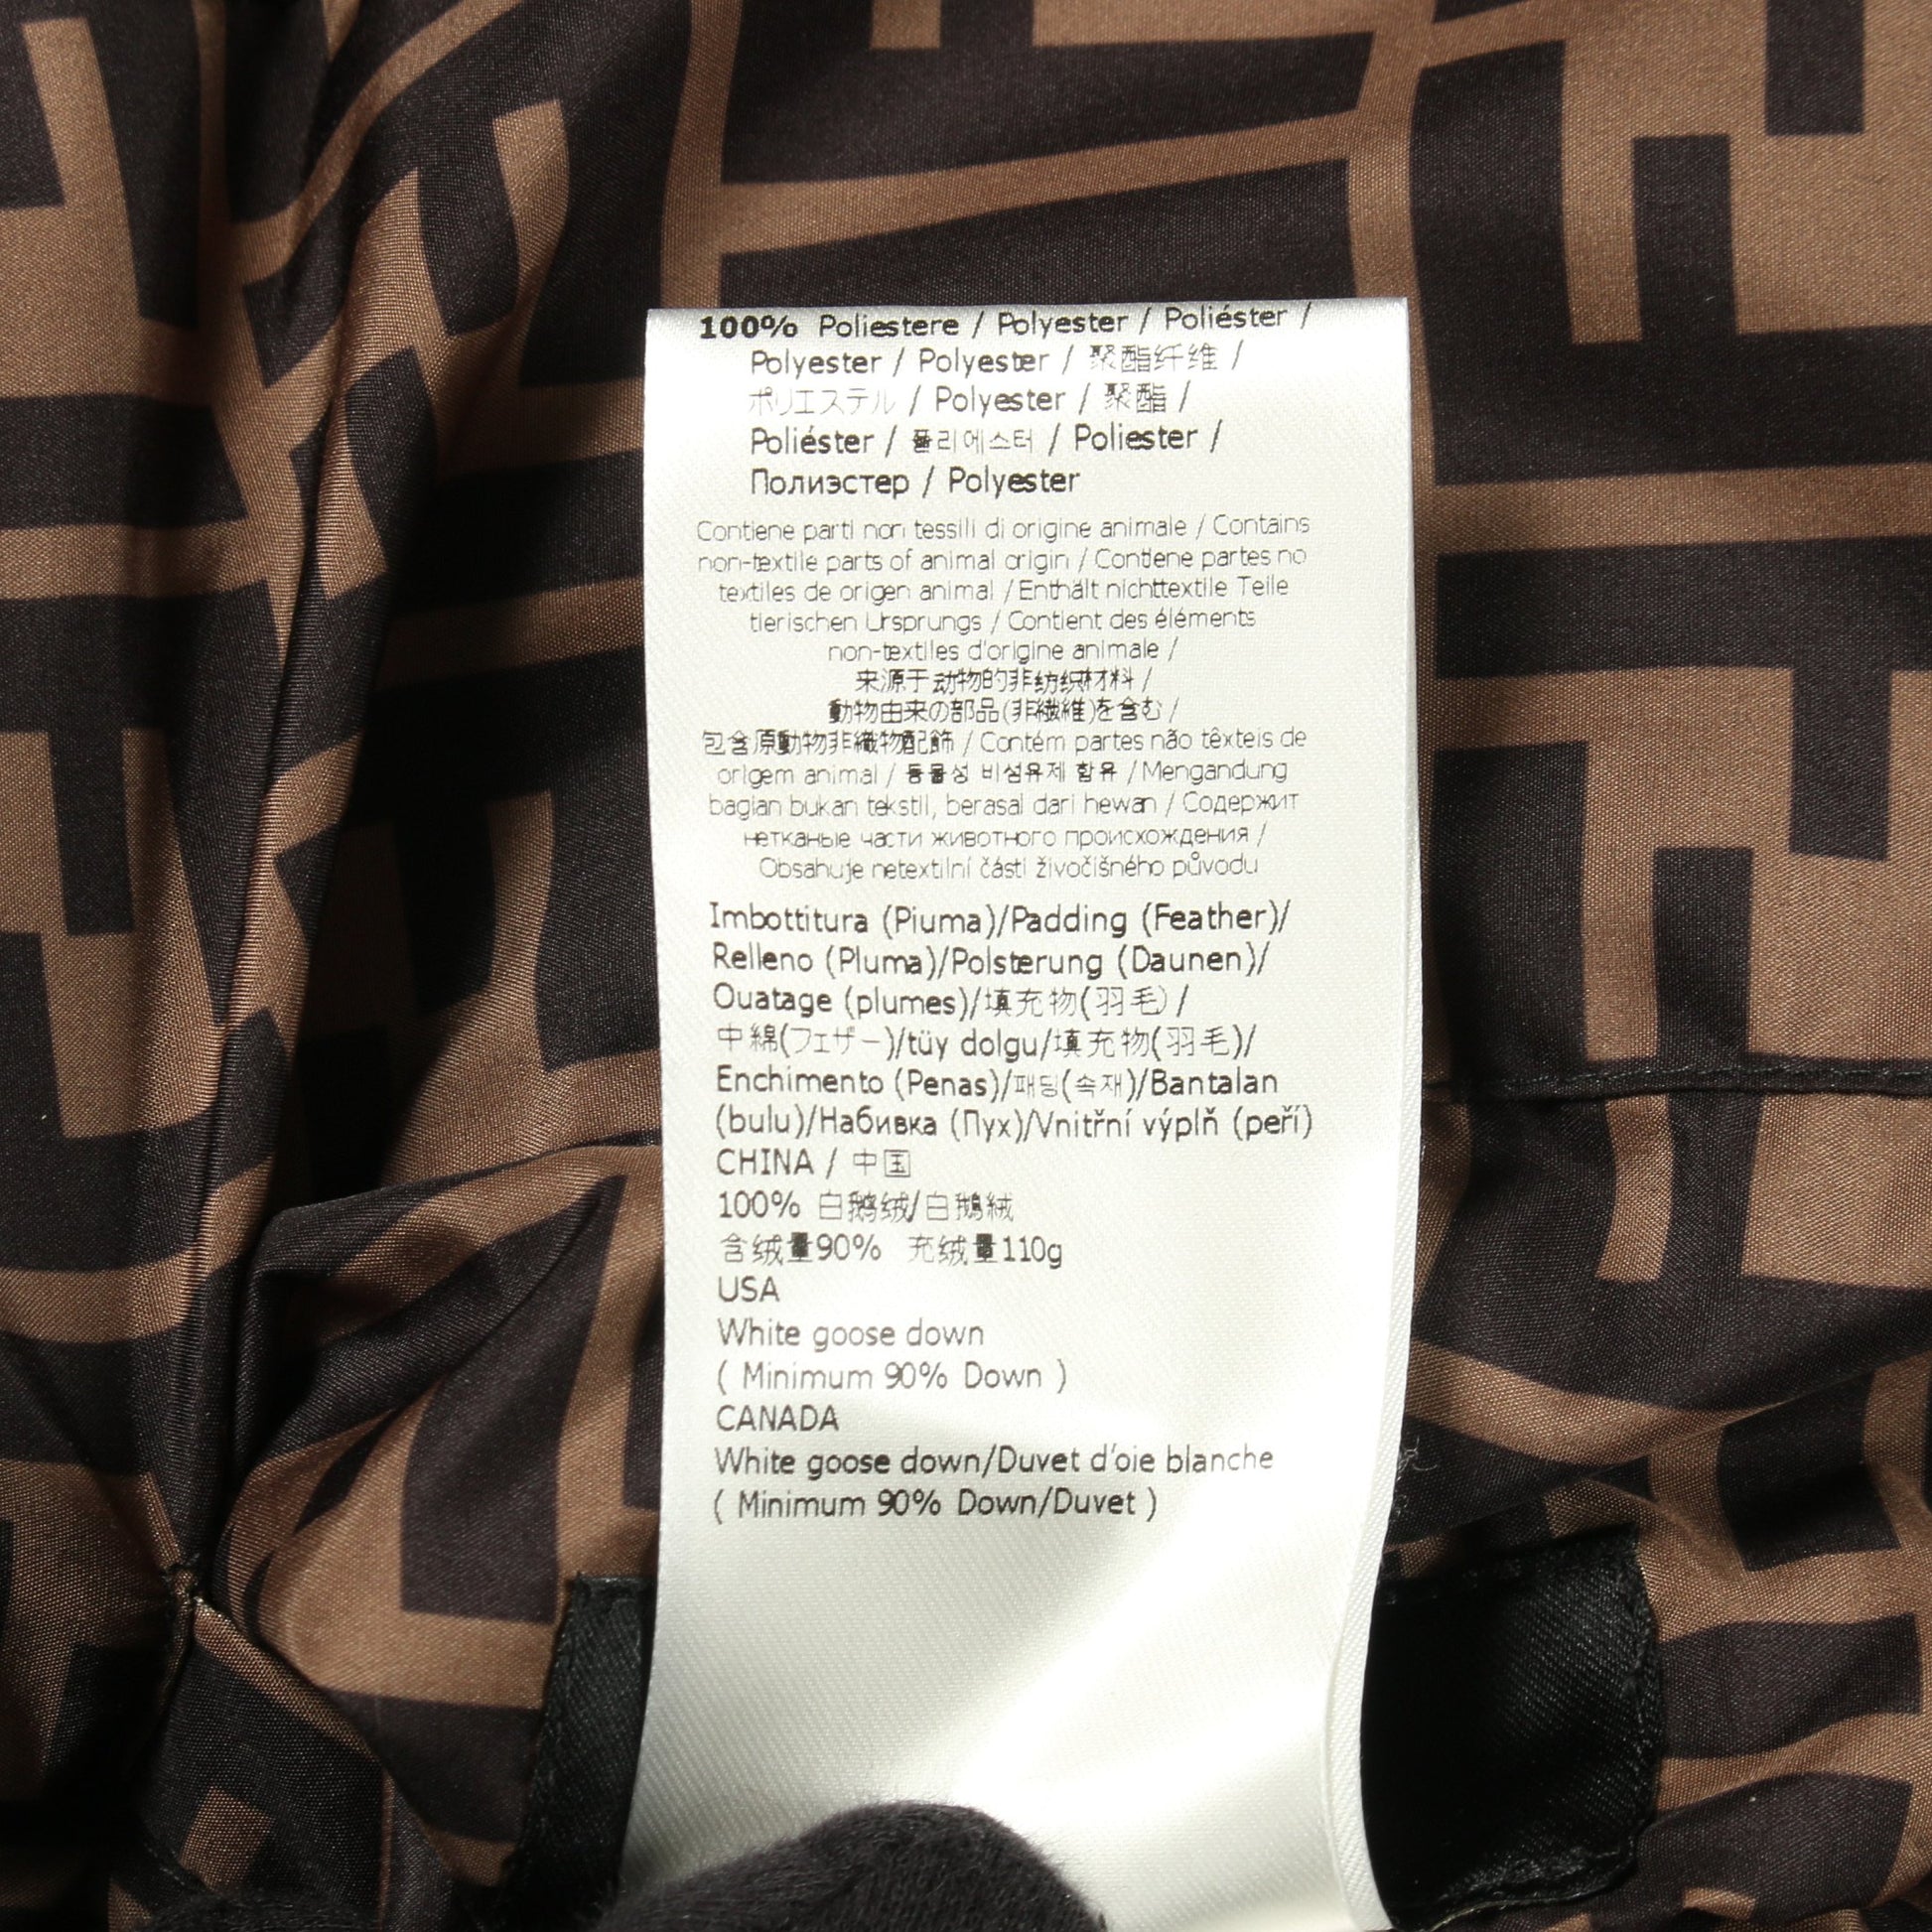 100% Poliestere / Polyester / Poliéster /
Polyester / Polyester / 聚酯纤维 /
ポリエステル / Polyester / 聚酯 /
Poliéster / 폴리에스터 / Poliester /
Полиэстер / Polyester
Contiene parti non tessili di origine animale / Contains
non-textile parts of animal origin / Contiene partes no
textiles de origen animal / Enthält nichttextile Teile
tierischen Ursprungs / Contient des éléments
non-textiles d'origine animale /
来源于动物的非纺织材料 /
動物由来の部品(非繊維)を含む /
包含原動物非織物配飾 / Contém partes não têxteis de
origem animal / 동물성 비섬유제 함유 / Mengandung
bagian bukan tekstil, berasal dari hewan / Содержит
нетканые части животного происхождения /
Obsahuje netextilní části živočišného původu
Imbottitura (Piuma)/Padding (Feather)/
Relleno (Pluma)/Polsterung (Daunen)/
Ouatage (plumes)/填充物(羽毛) /
中綿(フェザー)/tüy dolgu/填充物(羽毛)/
Enchimento (Penas)/패딩(속재)/Bantalan
(bulu)/Набивка (Пух)/Vnitřní výplň (peří)
CHINA / 中国
100% 白鹅绒/白鵝絨
含绒量90% 充绒量110g
USA
White goose down
( Minimum 90% Down )
CANADA
White goose down/Duvet d'oie blanche
( Minimum 90% Down/Duvet )